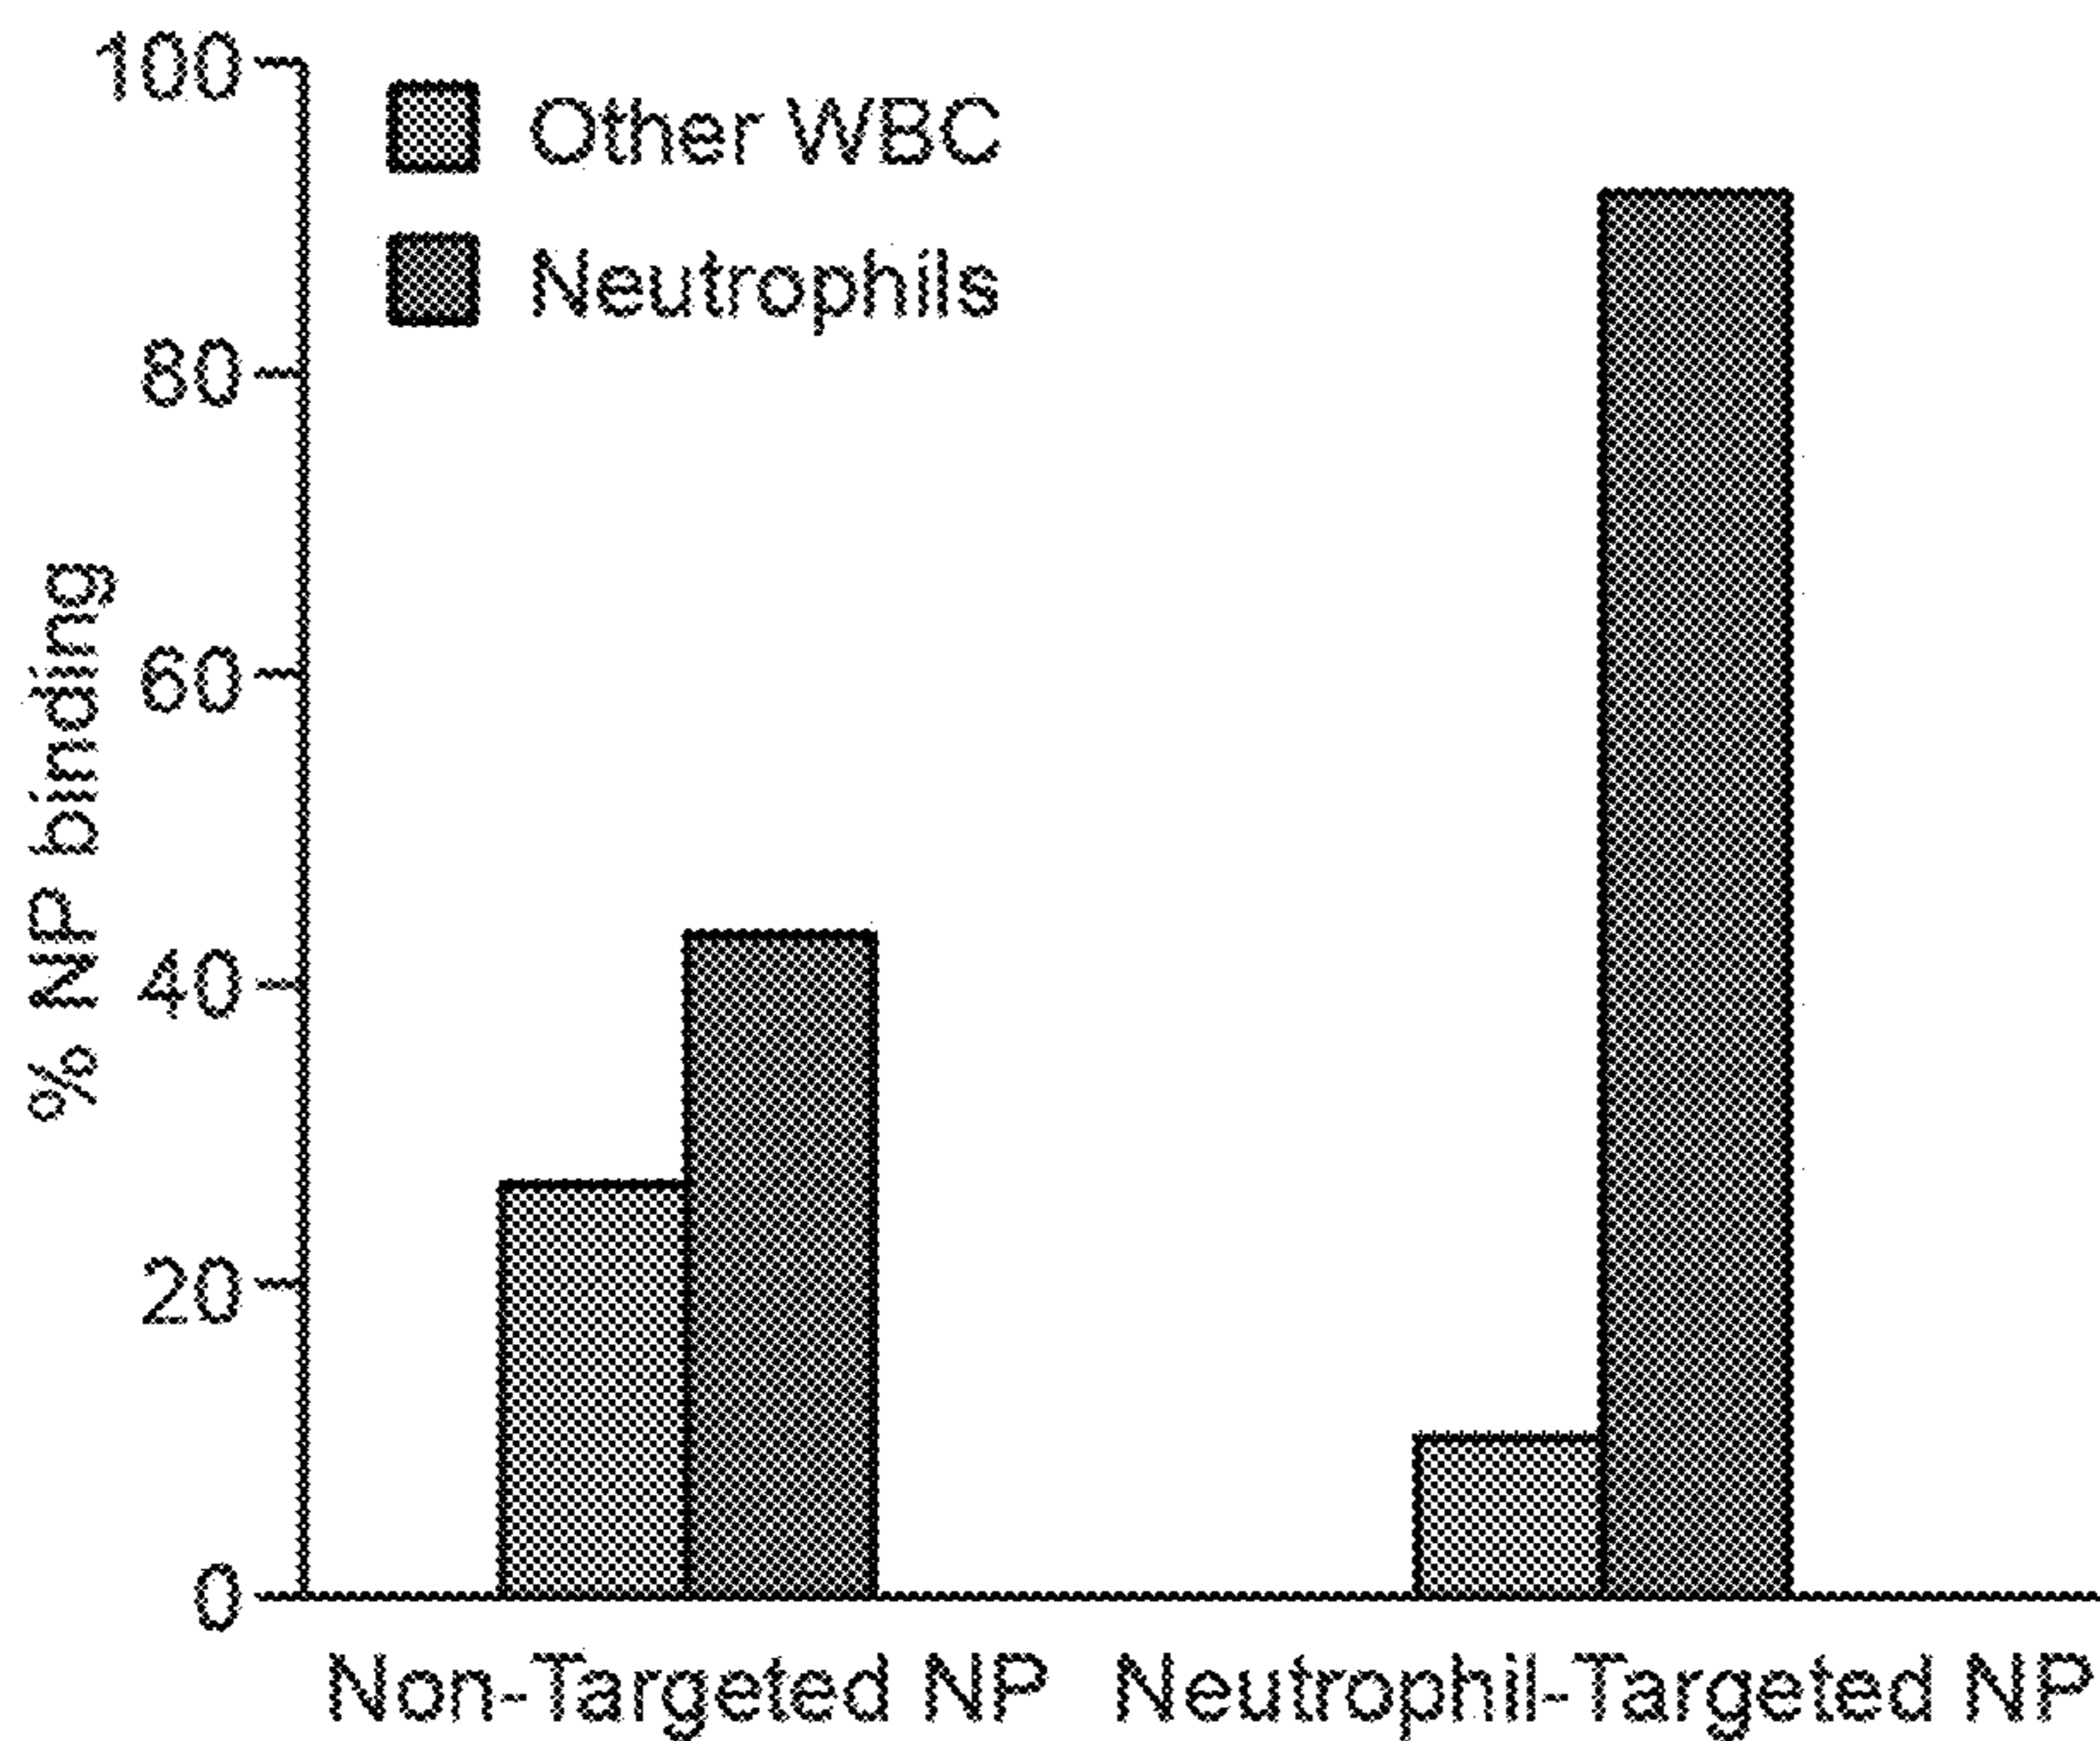 100
80
60
40
20
0
% NP binding
Other WBC
Neutrophils
Non-Targeted NP
Neutrophil-Targeted NP